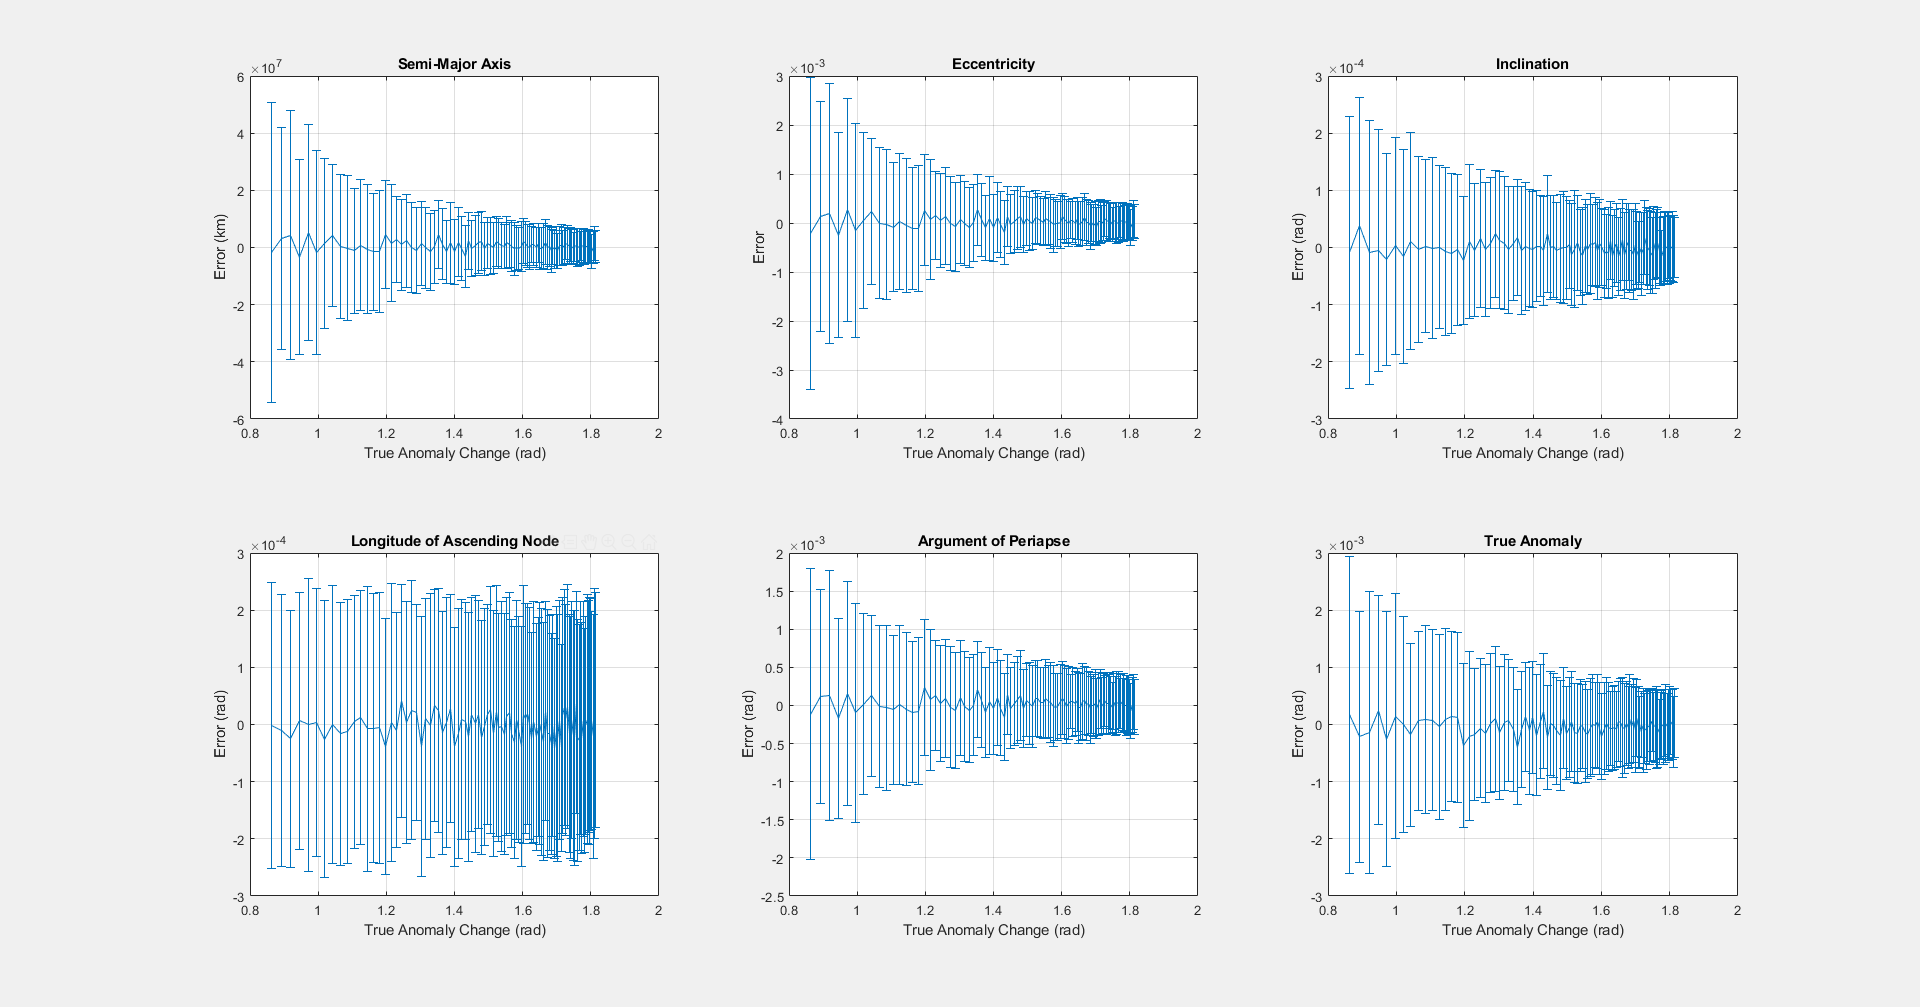 Semi-Major Axis
×10^7
6
4
2
0
-2
-4
-6
Error (km)
0.8 1 1.2 1.4 1.6 1.8 2
True Anomaly Change (rad)
Eccentricity
×10^-3
3
2
1
0
-1
-2
-3
-4
Error
0.8 1 1.2 1.4 1.6 1.8 2
True Anomaly Change (rad)
Inclination
×10^-4
3
2
1
0
-1
-2
-3
Error (rad)
0.8 1 1.2 1.4 1.6 1.8 2
True Anomaly Change (rad)
Longitude of Ascending Node
×10^-4
3
2
1
0
-1
-2
-3
Error (rad)
0.8 1 1.2 1.4 1.6 1.8 2
True Anomaly Change (rad)
Argument of Periapse
×10^-3
2
1.5
1
0.5
0
-0.5
-1
-1.5
-2
-2.5
Error (rad)
0.8 1 1.2 1.4 1.6 1.8 2
True Anomaly Change (rad)
True Anomaly
×10^-3
3
2
1
0
-1
-2
-3
Error (rad)
0.8 1 1.2 1.4 1.6 1.8 2
True Anomaly Change (rad)